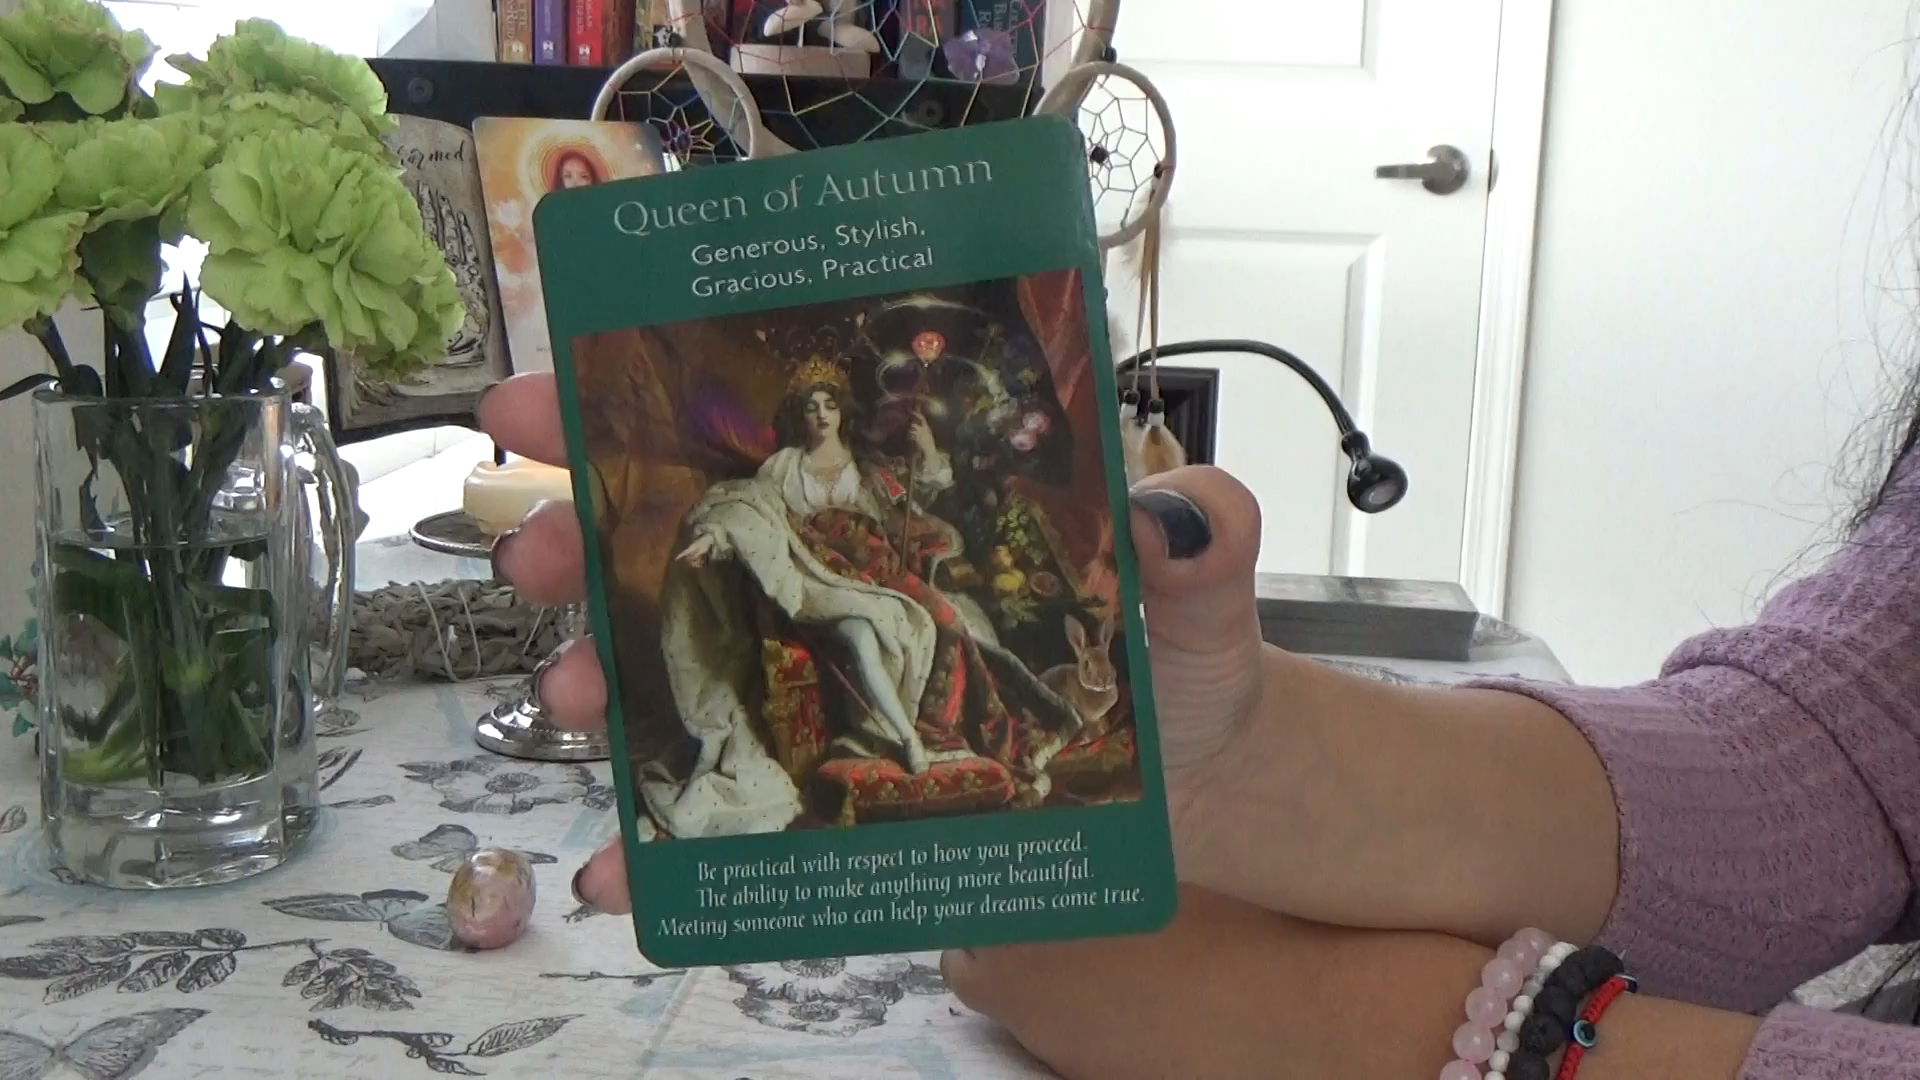 Queen of Autumn
Generous, Stylish,
Gracious, Practical
Be practical with respect to how you proceed.
The ability to make anything more beautiful.
Meeting someone who can help your dreams come true.